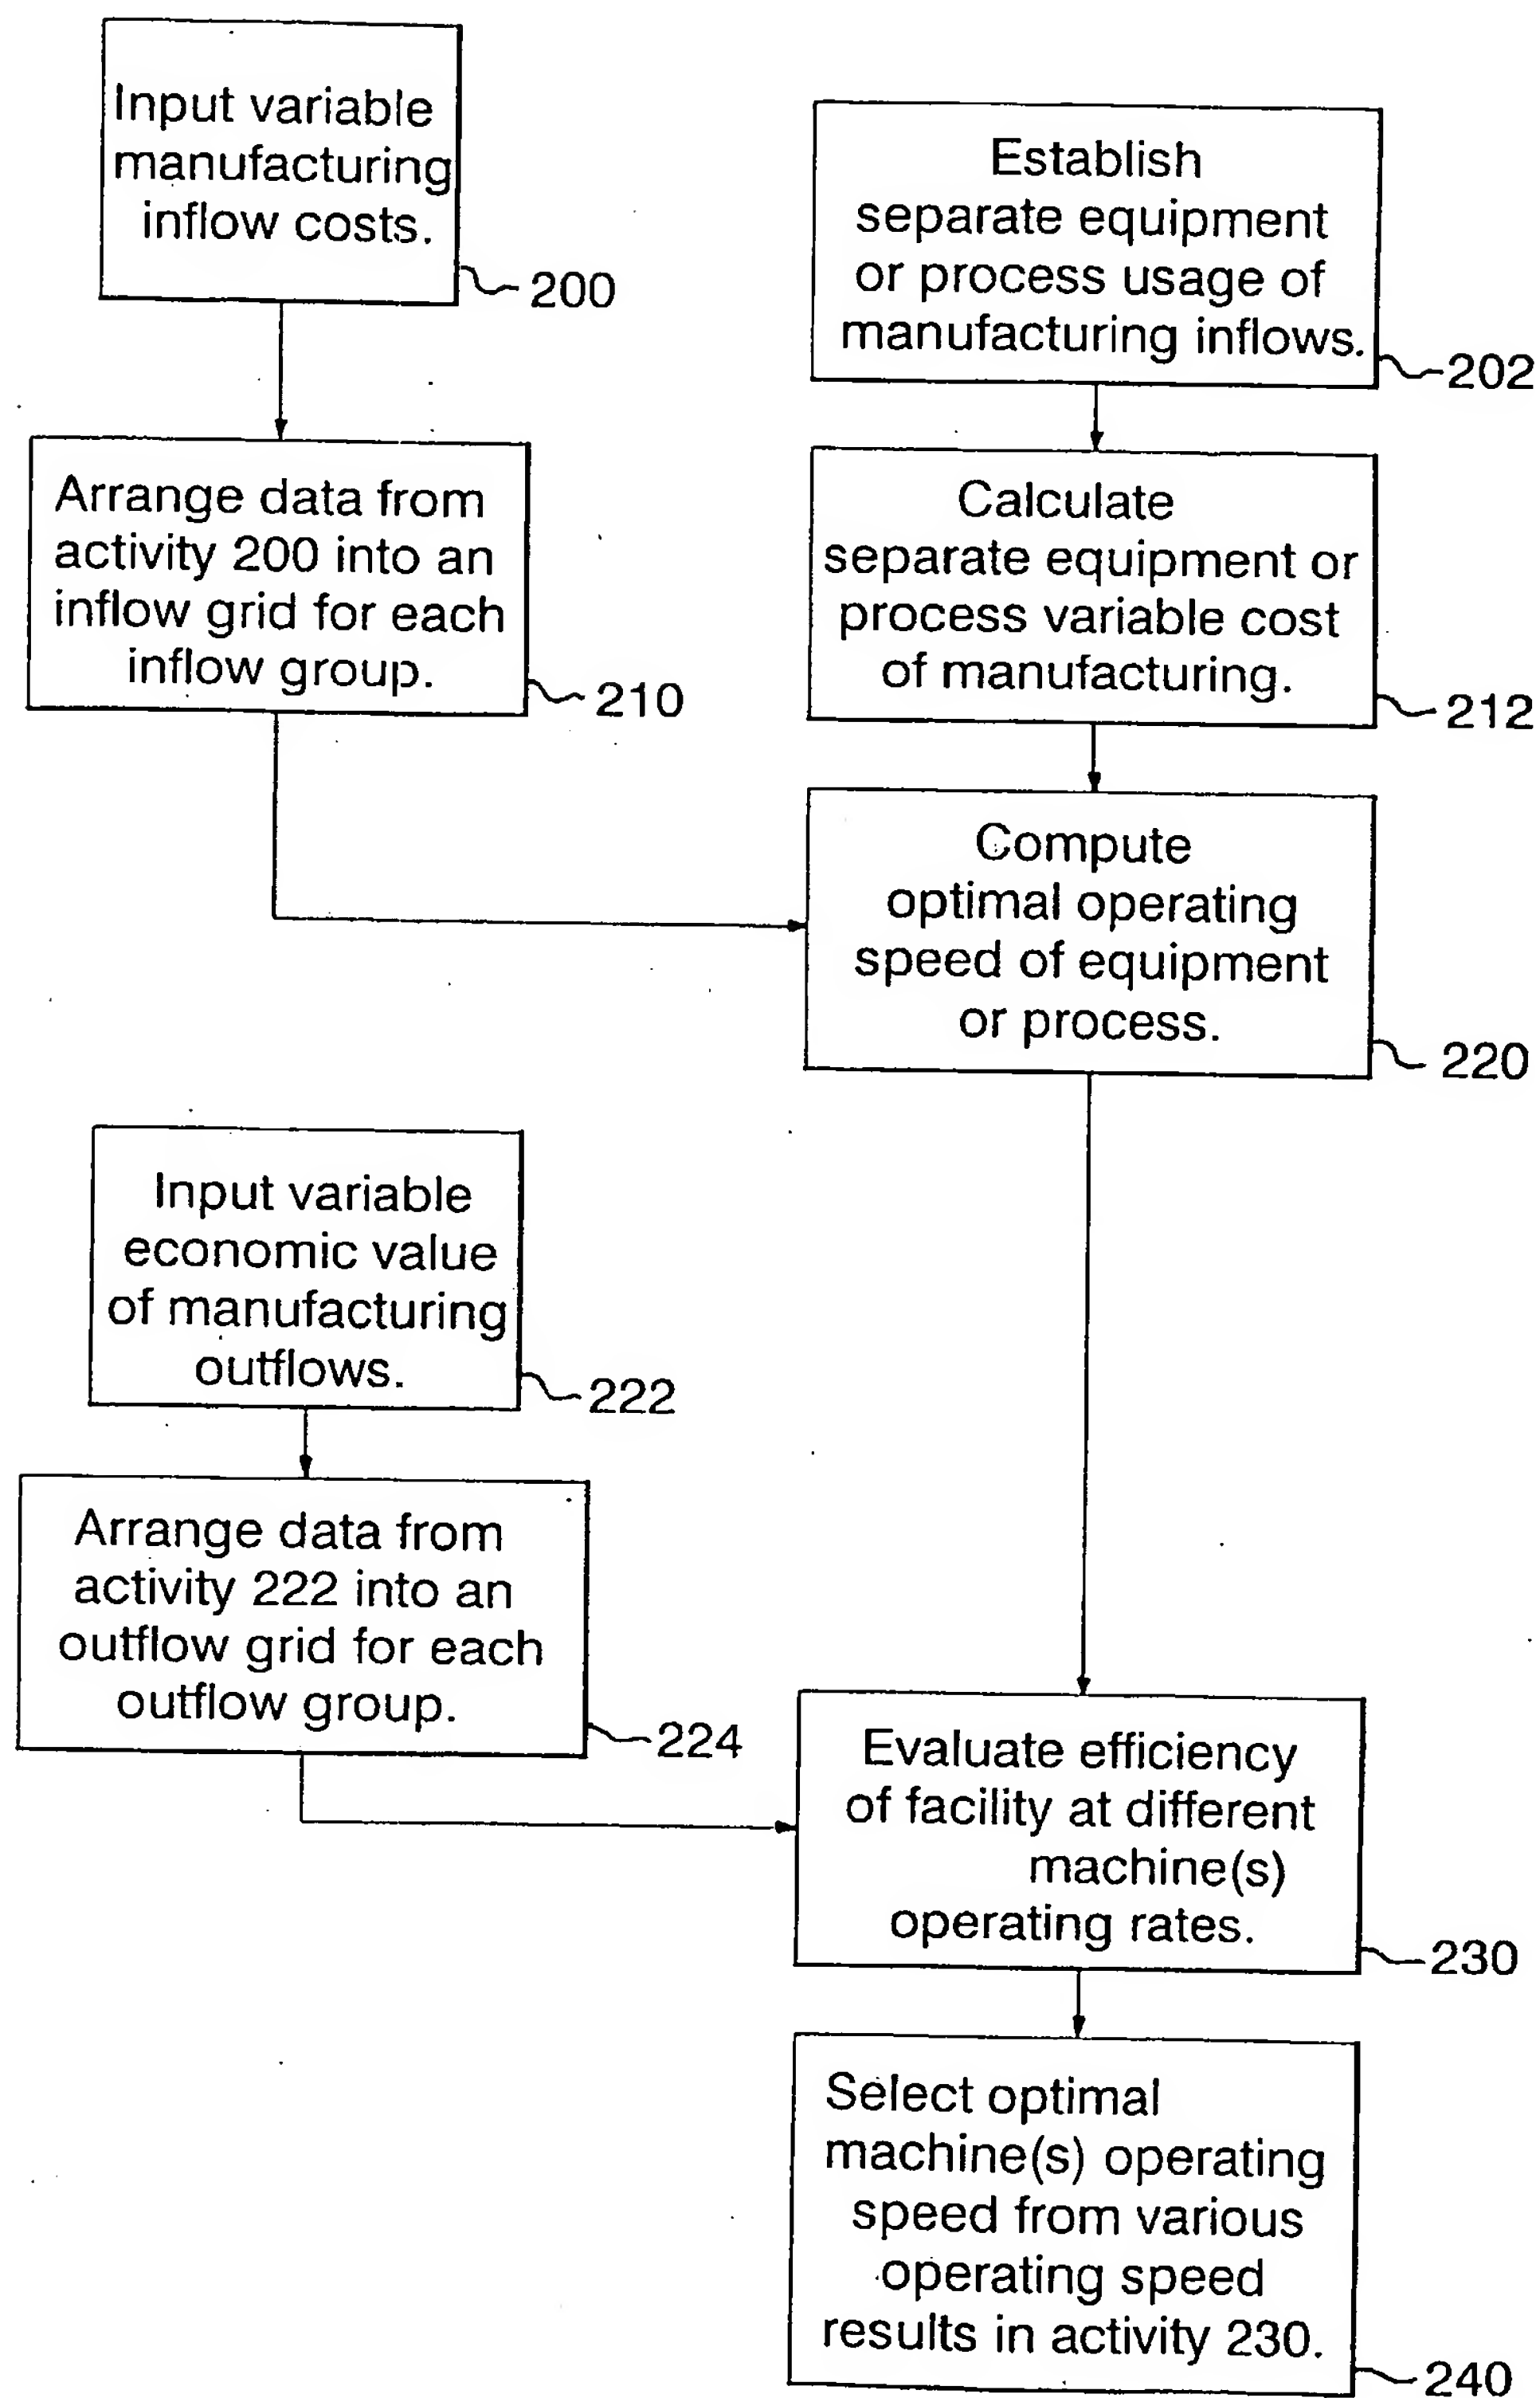 Input variable
manufacturing
inflow costs.
200
Establish
separate equipment
or process usage of
manufacturing inflows.
202
Arrange data from
activity 200 into an
inflow grid for each
inflow group.
210
Calculate
separate equipment or
process variable cost
of manufacturing.
212
Compute
optimal operating
speed of equipment
or process.
220
Input variable
economic value
of manufacturing
outflows.
222
Arrange data from
activity 222 into an
outflow grid for each
outflow group.
224
Evaluate efficiency
of facility at different
machine(s)
operating rates.
230
Select optimal
machine(s) operating
speed from various
operating speed
results in activity 230.
240